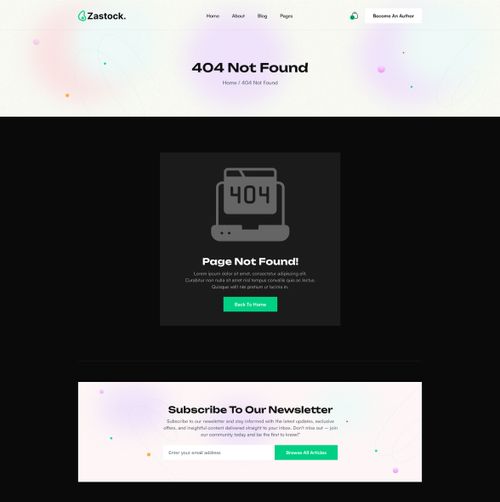 Zastock.
Home About Blog Pages
Become An Author
404 Not Found
Home / 404 Not Found
404
Page Not Found!
Lorem ipsum dolor sit amet, consectetur adipiscing elit.
Curabitur non nulla sit amet nisl tempus convallis quis ac lectus.
Quisque velit nisi pretium ut lacinia in.
Back To Home
Subscribe To Our Newsletter
Subscribe to our newsletter and stay informed with the latest updates, exclusive
offers, and insightful content delivered straight to your inbox. Don't miss out — join
our community today and be the first to know!"
Enter your email address
Browse All Articles